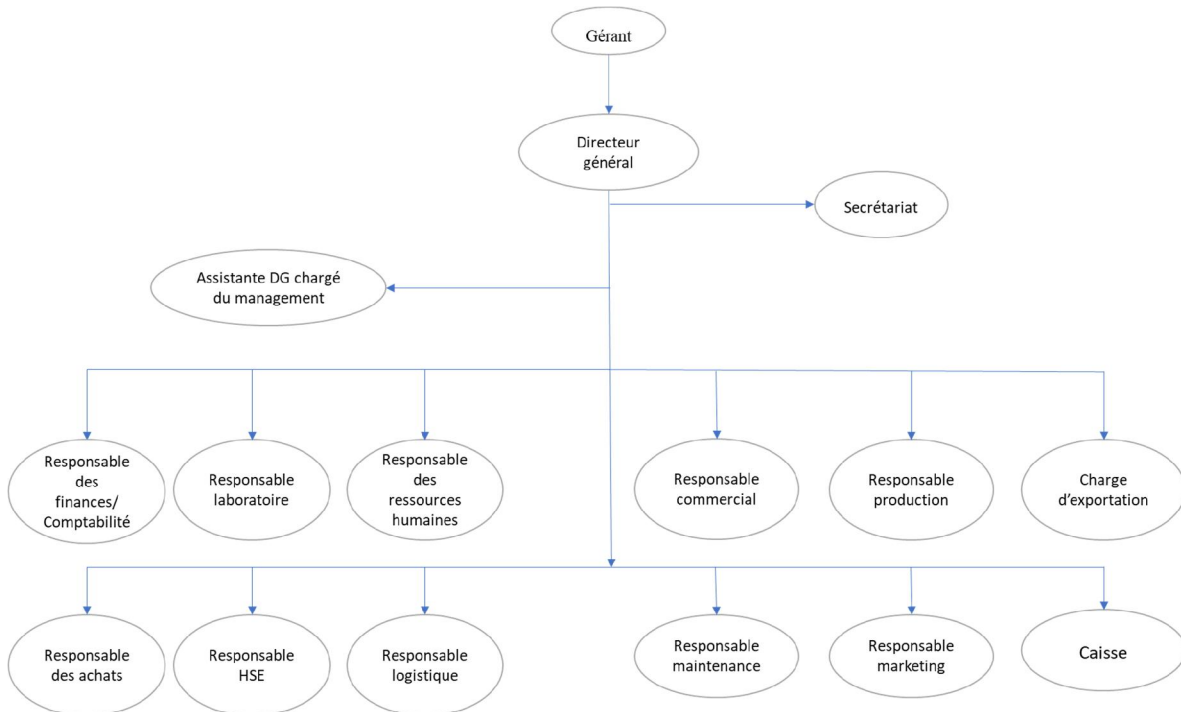 Gérant
Directeur
général
Secrétariat
Assistante DG chargé
du management
Responsable
des
finances/
Comptabilité
Responsable
laboratoire
Responsable
des
ressources
humaines
Responsable
commercial
Responsable
production
Charge
d'exportation
Responsable
des achats
Responsable
HSE
Responsable
logistique
Responsable
maintenance
Responsable
marketing
Caisse